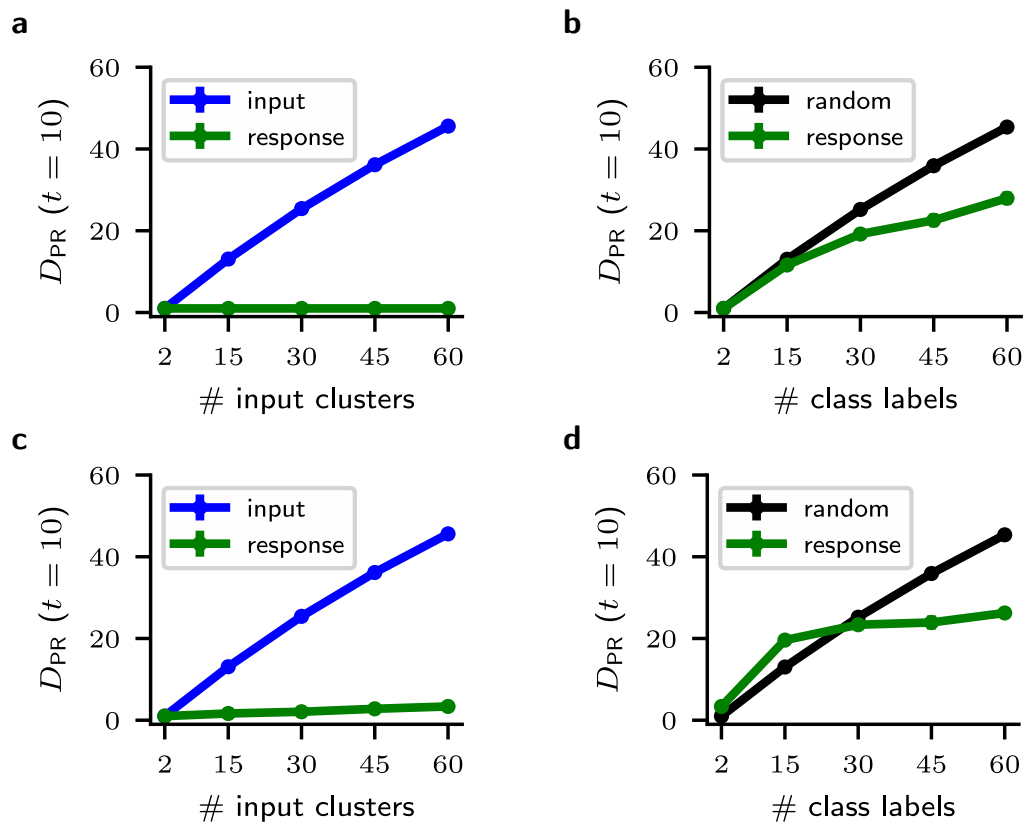 a
60
40
20
0
D_PR (t = 10)
input
response
2 15 30 45 60
# input clusters
b
60
40
20
0
D_PR (t = 10)
random
response
2 15 30 45 60
# class labels
c
60
40
20
0
D_PR (t = 10)
input
response
2 15 30 45 60
# input clusters
d
60
40
20
0
D_PR (t = 10)
random
response
2 15 30 45 60
# class labels